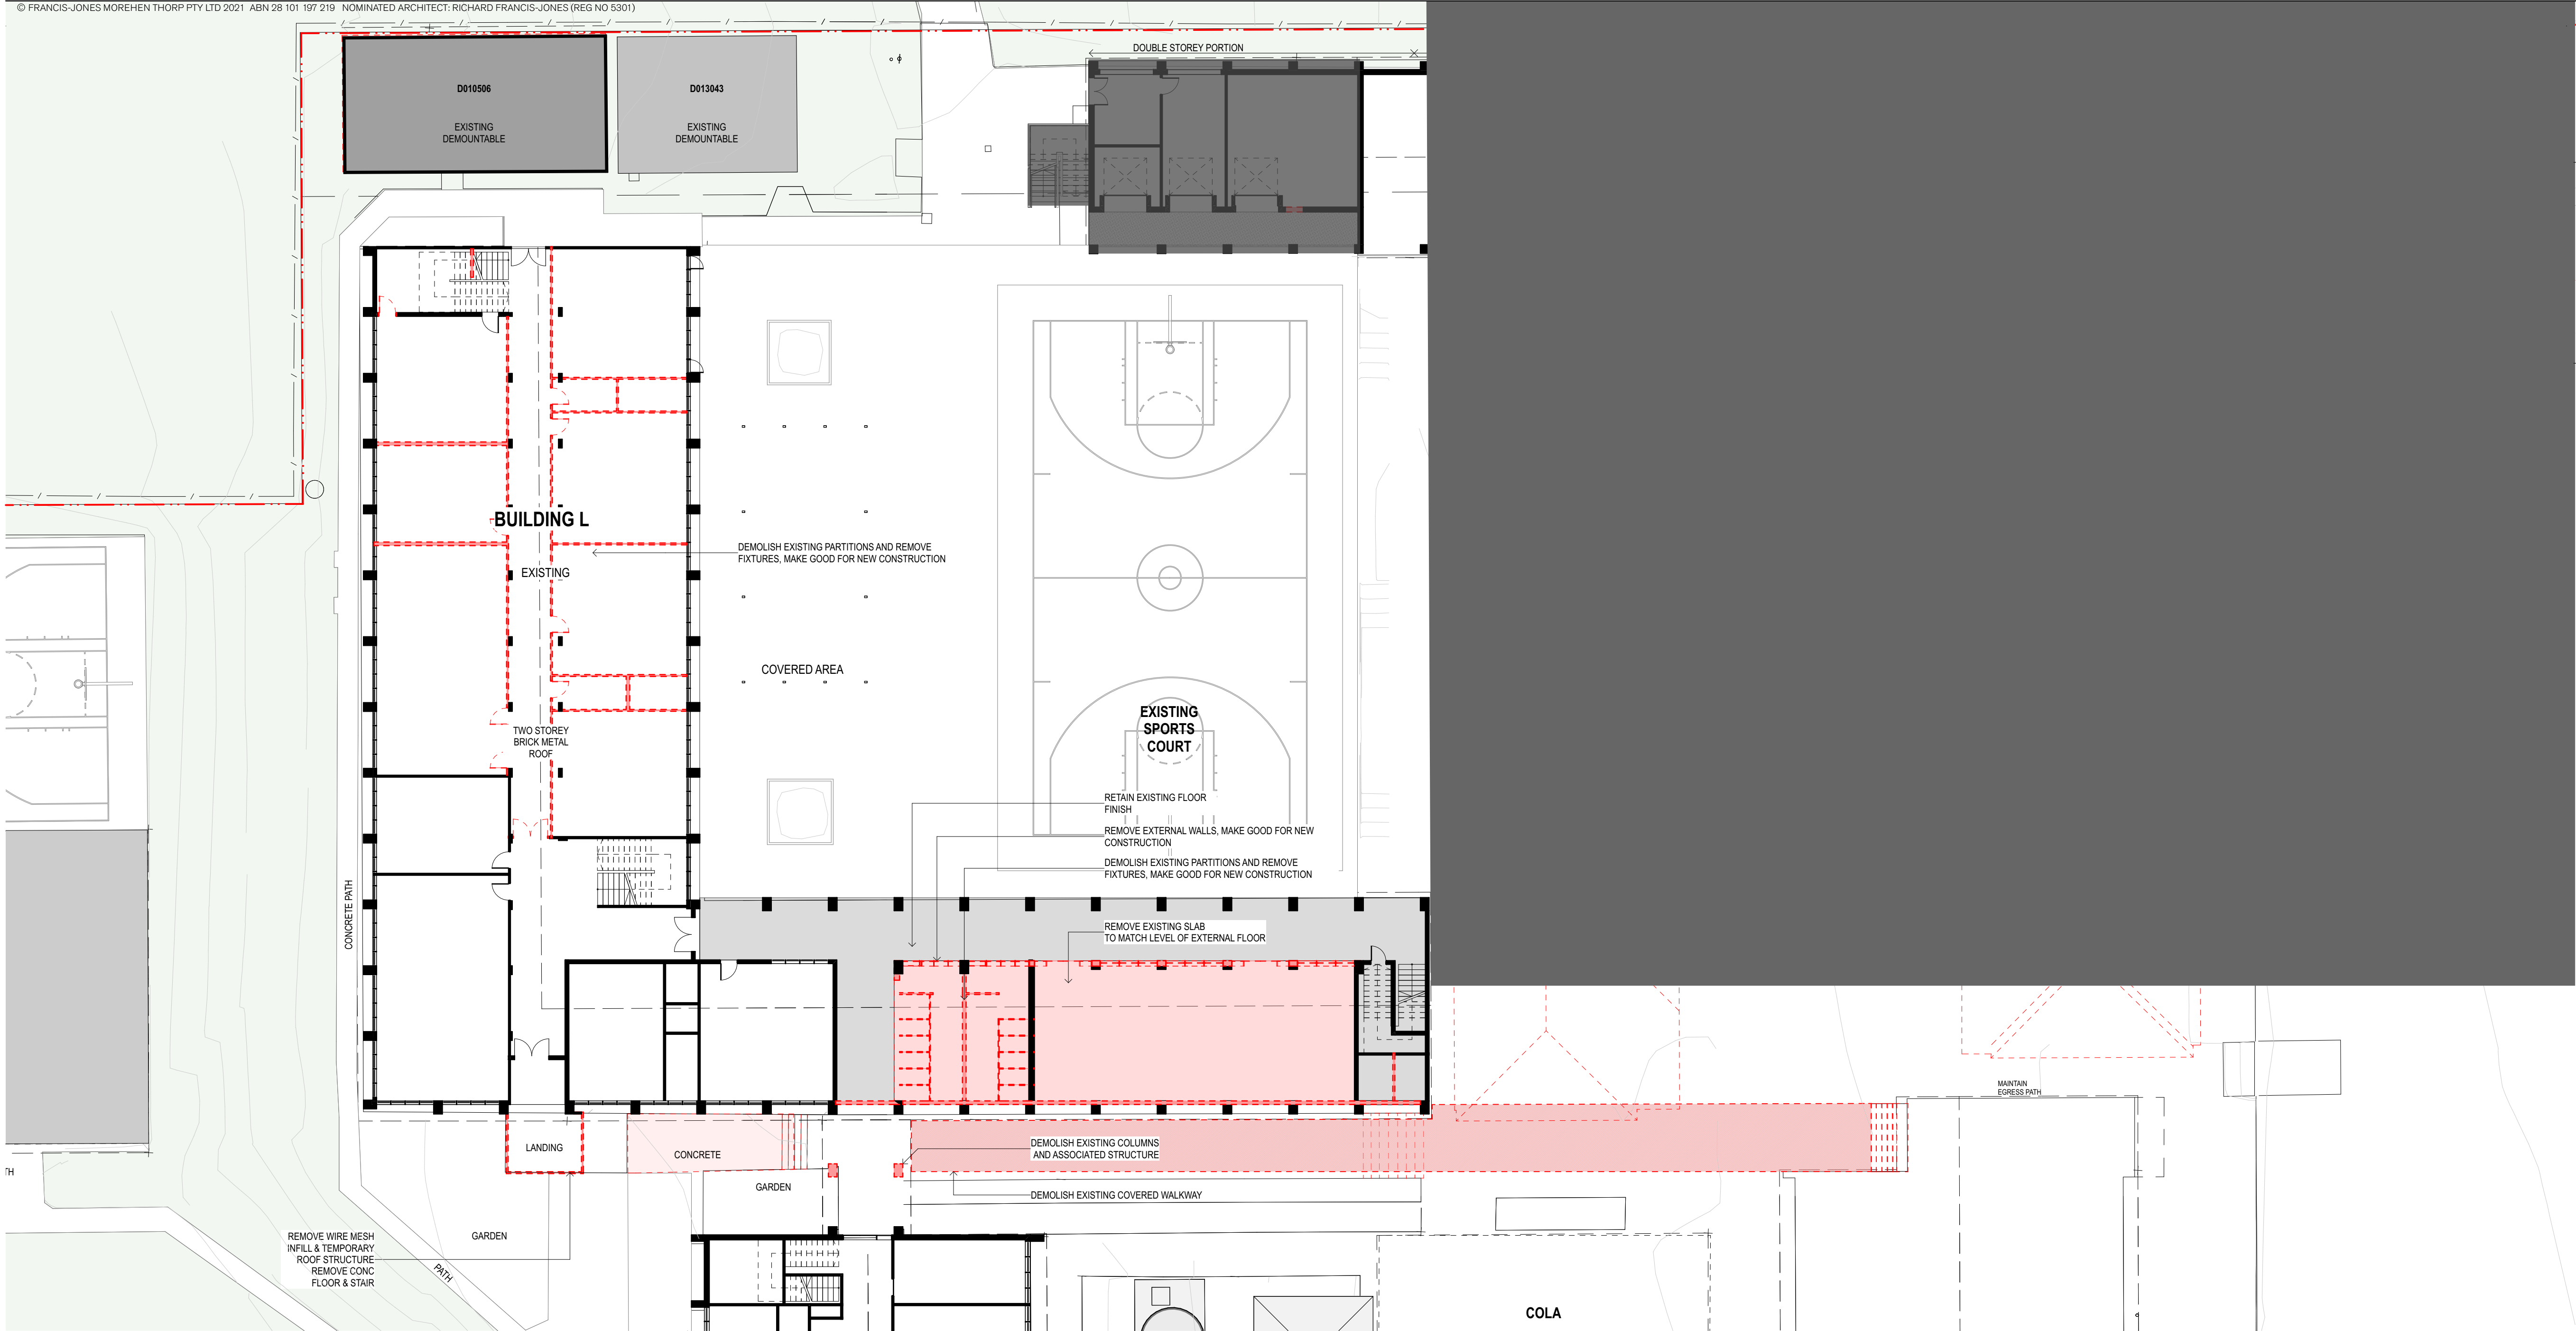 © FRANCIS-JONES MOREHEN THORP PTY LTD 2021 ABN 28 101 197 219 NOMINATED ARCHITECT: RICHARD FRANCIS-JONES (REG NO 5301)
DOUBLE STOREY PORTION
D010506
EXISTING
DEMOUNTABLE
D013043
EXISTING
DEMOUNTABLE
BUILDING L
EXISTING
DEMOLISH EXISTING PARTITIONS AND REMOVE
FIXTURES, MAKE GOOD FOR NEW CONSTRUCTION
COVERED AREA
TWO STOREY
BRICK METAL
ROOF
EXISTING
SPORTS
COURT
RETAIN EXISTING FLOOR
FINISH
REMOVE EXTERNAL WALLS, MAKE GOOD FOR NEW
CONSTRUCTION
DEMOLISH EXISTING PARTITIONS AND REMOVE
FIXTURES, MAKE GOOD FOR NEW CONSTRUCTION
CONCRETE PATH
REMOVE EXISTING SLAB
TO MATCH LEVEL OF EXTERNAL FLOOR
MAINTAIN
EGRESS PATH
LANDING
CONCRETE
DEMOLISH EXISTING COLUMNS
AND ASSOCIATED STRUCTURE
TH
GARDEN
DEMOLISH EXISTING COVERED WALKWAY
GARDEN
REMOVE WIRE MESH
INFILL & TEMPORARY
ROOF STRUCTURE
REMOVE CONC
FLOOR & STAIR
PATH
COLA